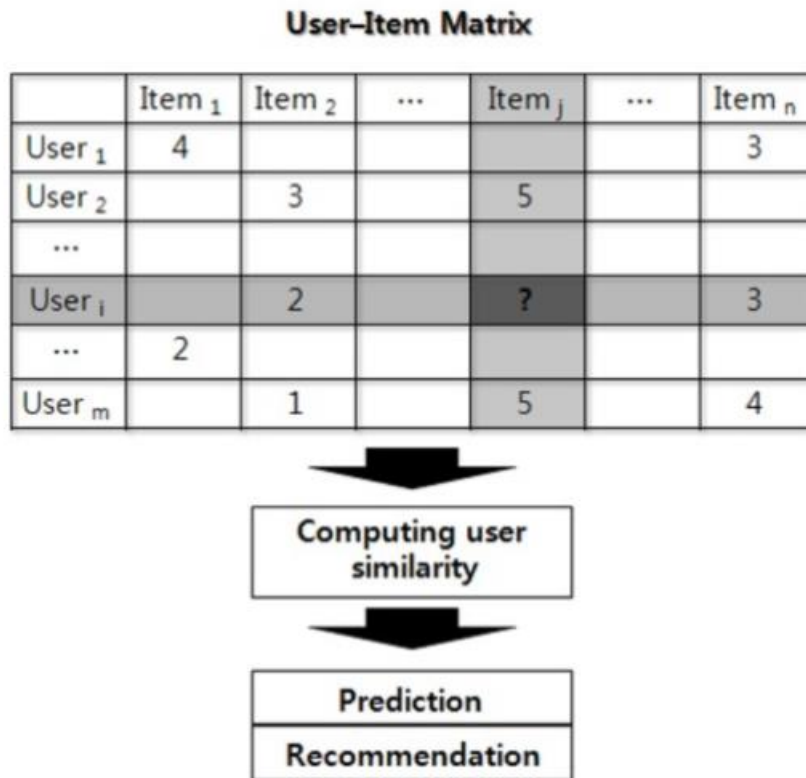 User–Item Matrix
Item 1 Item 2 ... Item j ... Item n
User 1 4 3
User 2 3 5
...
User i 2 ? 3
... 2
User m 1 5 4
Computing user
similarity
Prediction
Recommendation